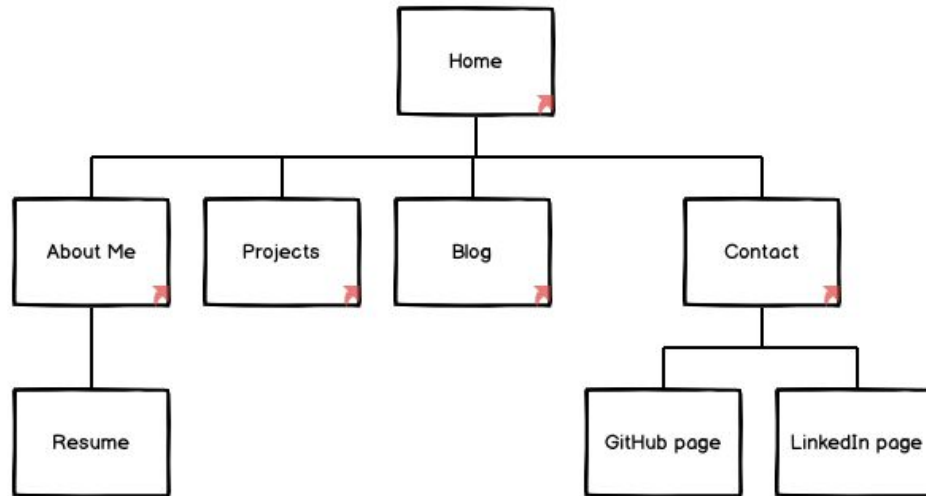 Home
About Me
Projects
Blog
Contact
Resume
GitHub page
LinkedIn page